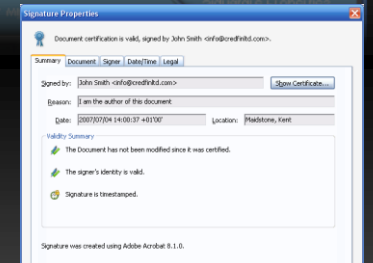 Signature Properties
Document certification is valid, signed by John Smith <info@credfinltd.com>.
Summary Document Signer Date/Time Legal
Signed by: John Smith <info@credfinltd.com> Show Certificate...
Reason: I am the author of this document
Date: 2007/07/04 14:00:37 +01'00' Location: Maidstone, Kent
Validity Summary
The Document has not been modified since it was certified.
The signer's identity is valid.
Signature is timestamped.
Signature was created using Adobe Acrobat 8.1.0.